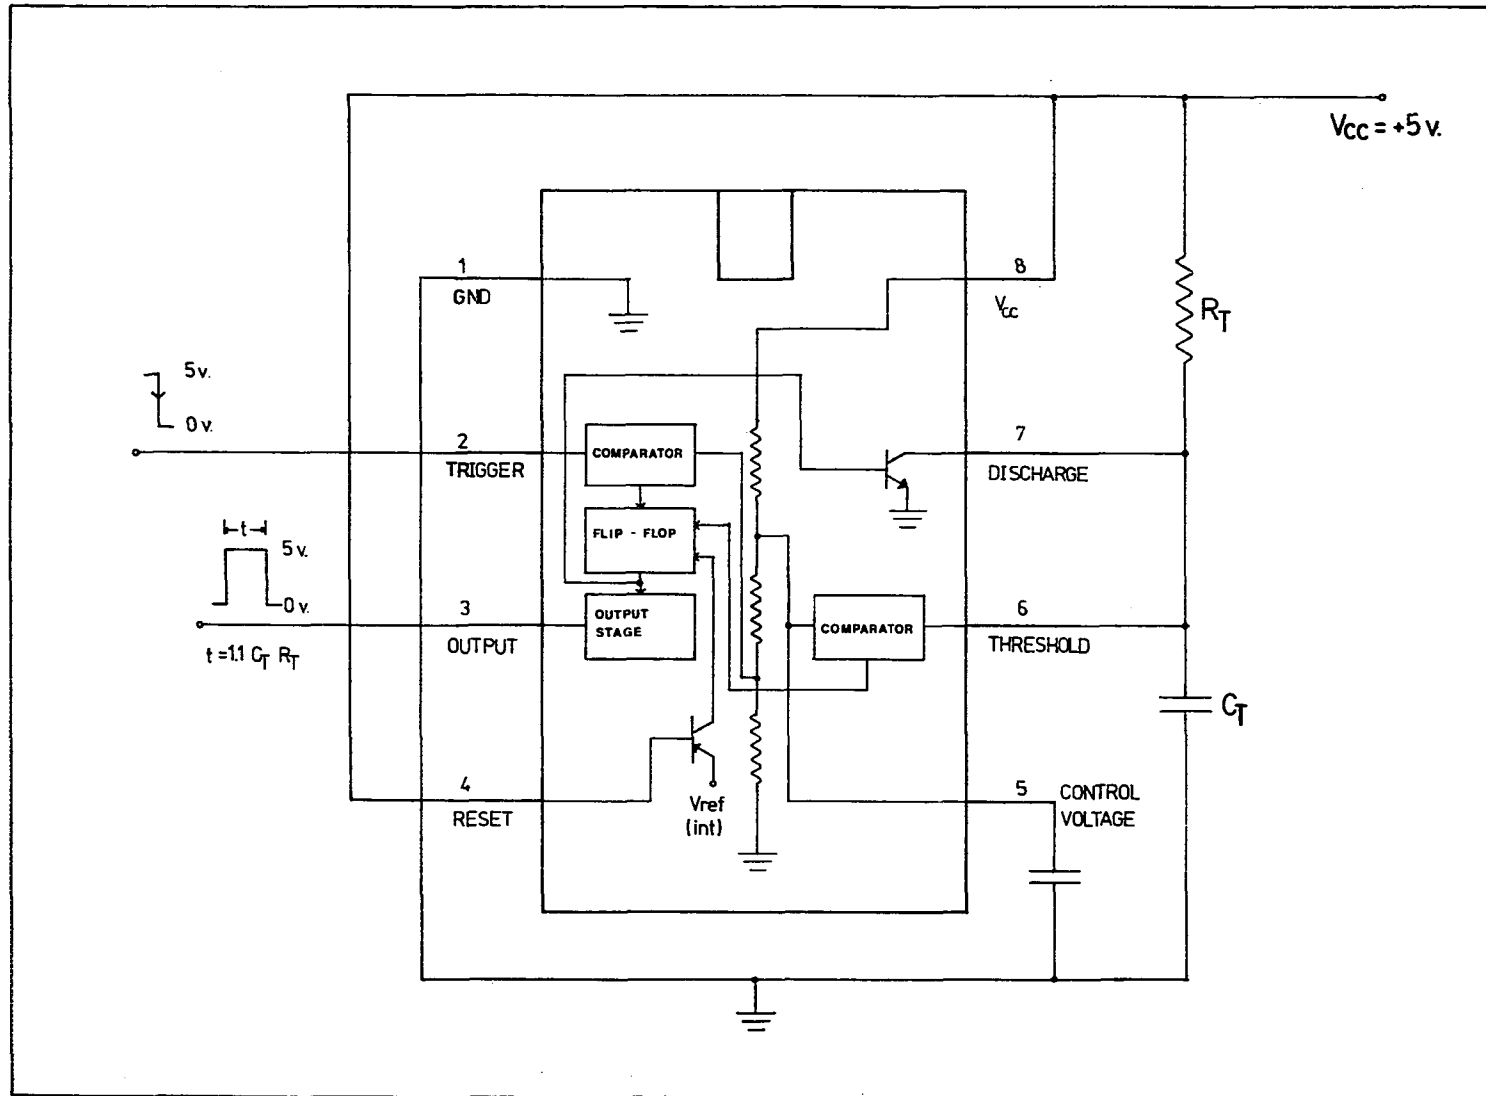 Vcc = +5 v.
1
GND
8
Vcc
RT
5 v.
0 v.
2
TRIGGER
COMPARATOR
7
DISCHARGE
FLIP - FLOP
t
5 v.
0 v.
3
OUTPUT
OUTPUT
STAGE
COMPARATOR
6
THRESHOLD
t = 1.1 CT RT
CT
4
RESET
Vref
(int)
5
CONTROL
VOLTAGE